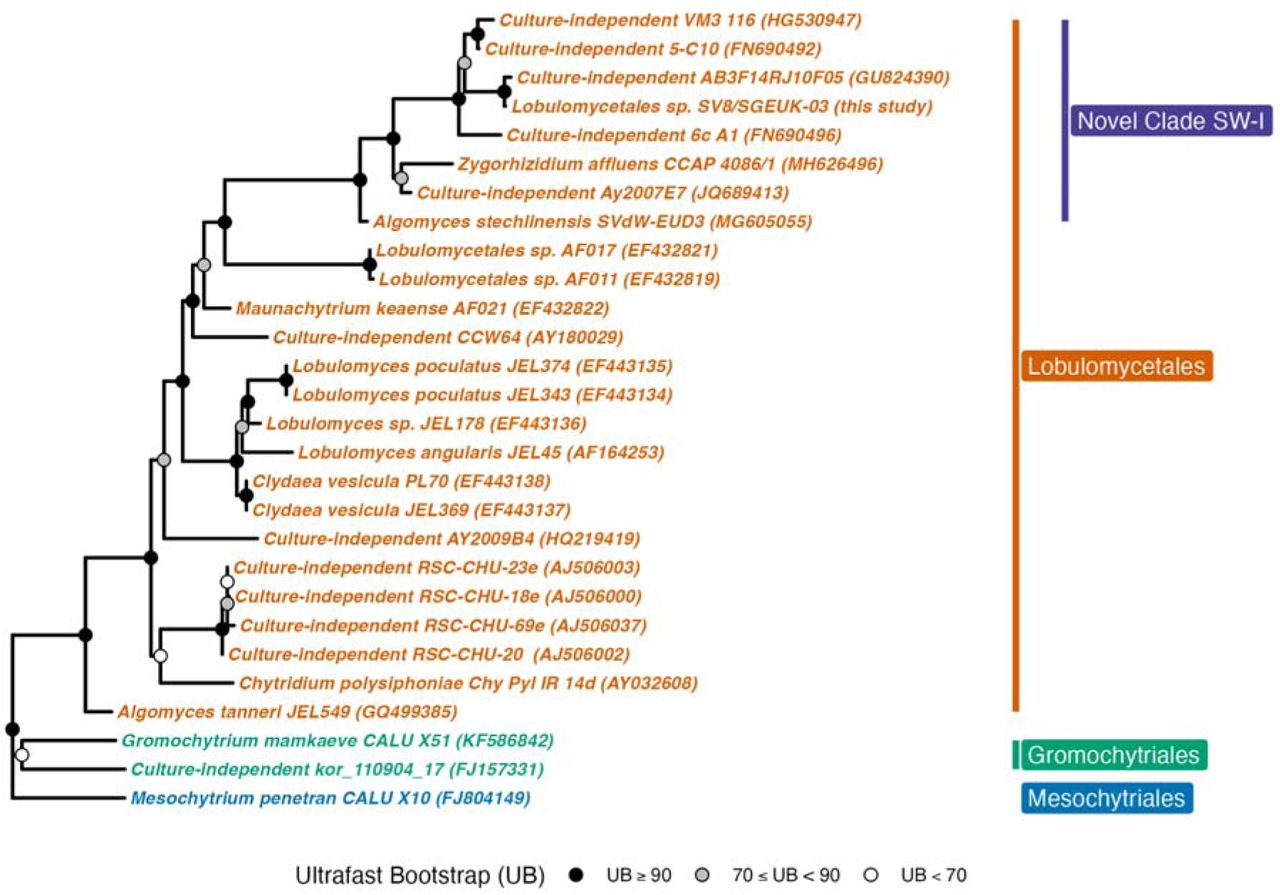 Culture-independent VM3 116 (HG530947)
Culture-independent 5-C10 (FN690492)
Culture-independent AB3F14RJ10F05 (GU824390)
Lobulomycetales sp. SV8/SGEUK-03 (this study)
Novel Clade SW-I
Culture-independent 6c A1 (FN690496)
Zygorhizidium affluens CCAP 4086/1 (MH626496)
Culture-independent Ay2007E7 (JQ689413)
Algomyces stechlinensis SVdW-EUD3 (MG605055)
Lobulomycetales sp. AF017 (EF432821)
Lobulomycetales sp. AF011 (EF432819)
Maunachytrium keaense AF021 (EF432822)
Culture-independent CCW64 (AY180029)
Lobulomyces poculatus JEL374 (EF443135)
Lobulomycetales
Lobulomyces poculatus JEL343 (EF443134)
Lobulomyces sp. JEL178 (EF443136)
Lobulomyces angularis JEL45 (AF164253)
Clydaea vesicula PL70 (EF443138)
Clydaea vesicula JEL369 (EF443137)
Culture-independent AY2009B4 (HQ219419)
Culture-independent RSC-CHU-23e (AJ506003)
Culture-independent RSC-CHU-18e (AJ506000)
Culture-independent RSC-CHU-69e (AJ506037)
Culture-independent RSC-CHU-20 (AJ506002)
Chytridium polysiphoniae Chy Pyl IR 14d (AY032608)
Algomyces tanneri JEL549 (GQ499385)
Gromochytrium mamkaeve CALU X51 (KF586842)
Gromochytriales
Culture-independent kor_110904_17 (FJ157331)
Mesochytrium penetran CALU X10 (FJ804149)
Mesochytriales
Ultrafast Bootstrap (UB) UB ≥ 90 70 ≤ UB < 90 UB < 70